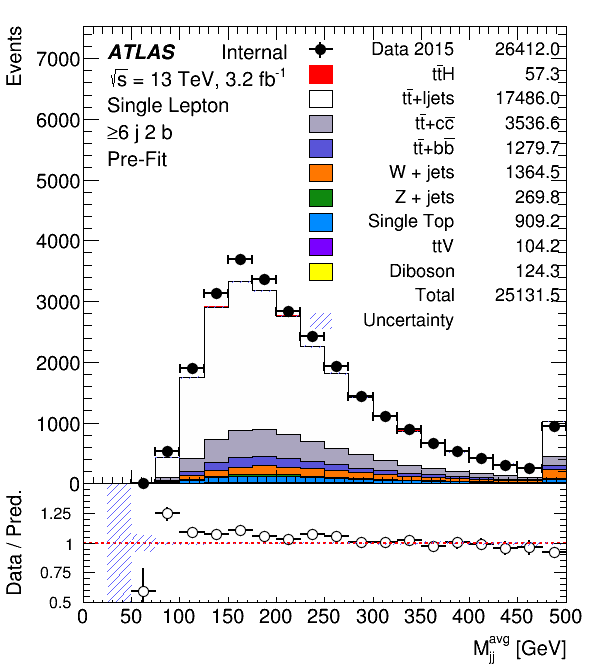 Events
7000
6000
5000
4000
3000
2000
1000
0
ATLAS Internal
√s = 13 TeV, 3.2 fb⁻¹
Single Lepton
≥6 j 2 b
Pre-Fit
Data 2015 26412.0
tt̄H 57.3
tt̄+ljets 17486.0
tt̄+cc̄ 3536.6
tt̄+bb̄ 1279.7
W + jets 1364.5
Z + jets 269.8
Single Top 909.2
ttV 104.2
Diboson 124.3
Total 25131.5
Uncertainty
Data / Pred.
1.25
1
0.75
0.5
0 50 100 150 200 250 300 350 400 450 500
M_jj^avg [GeV]